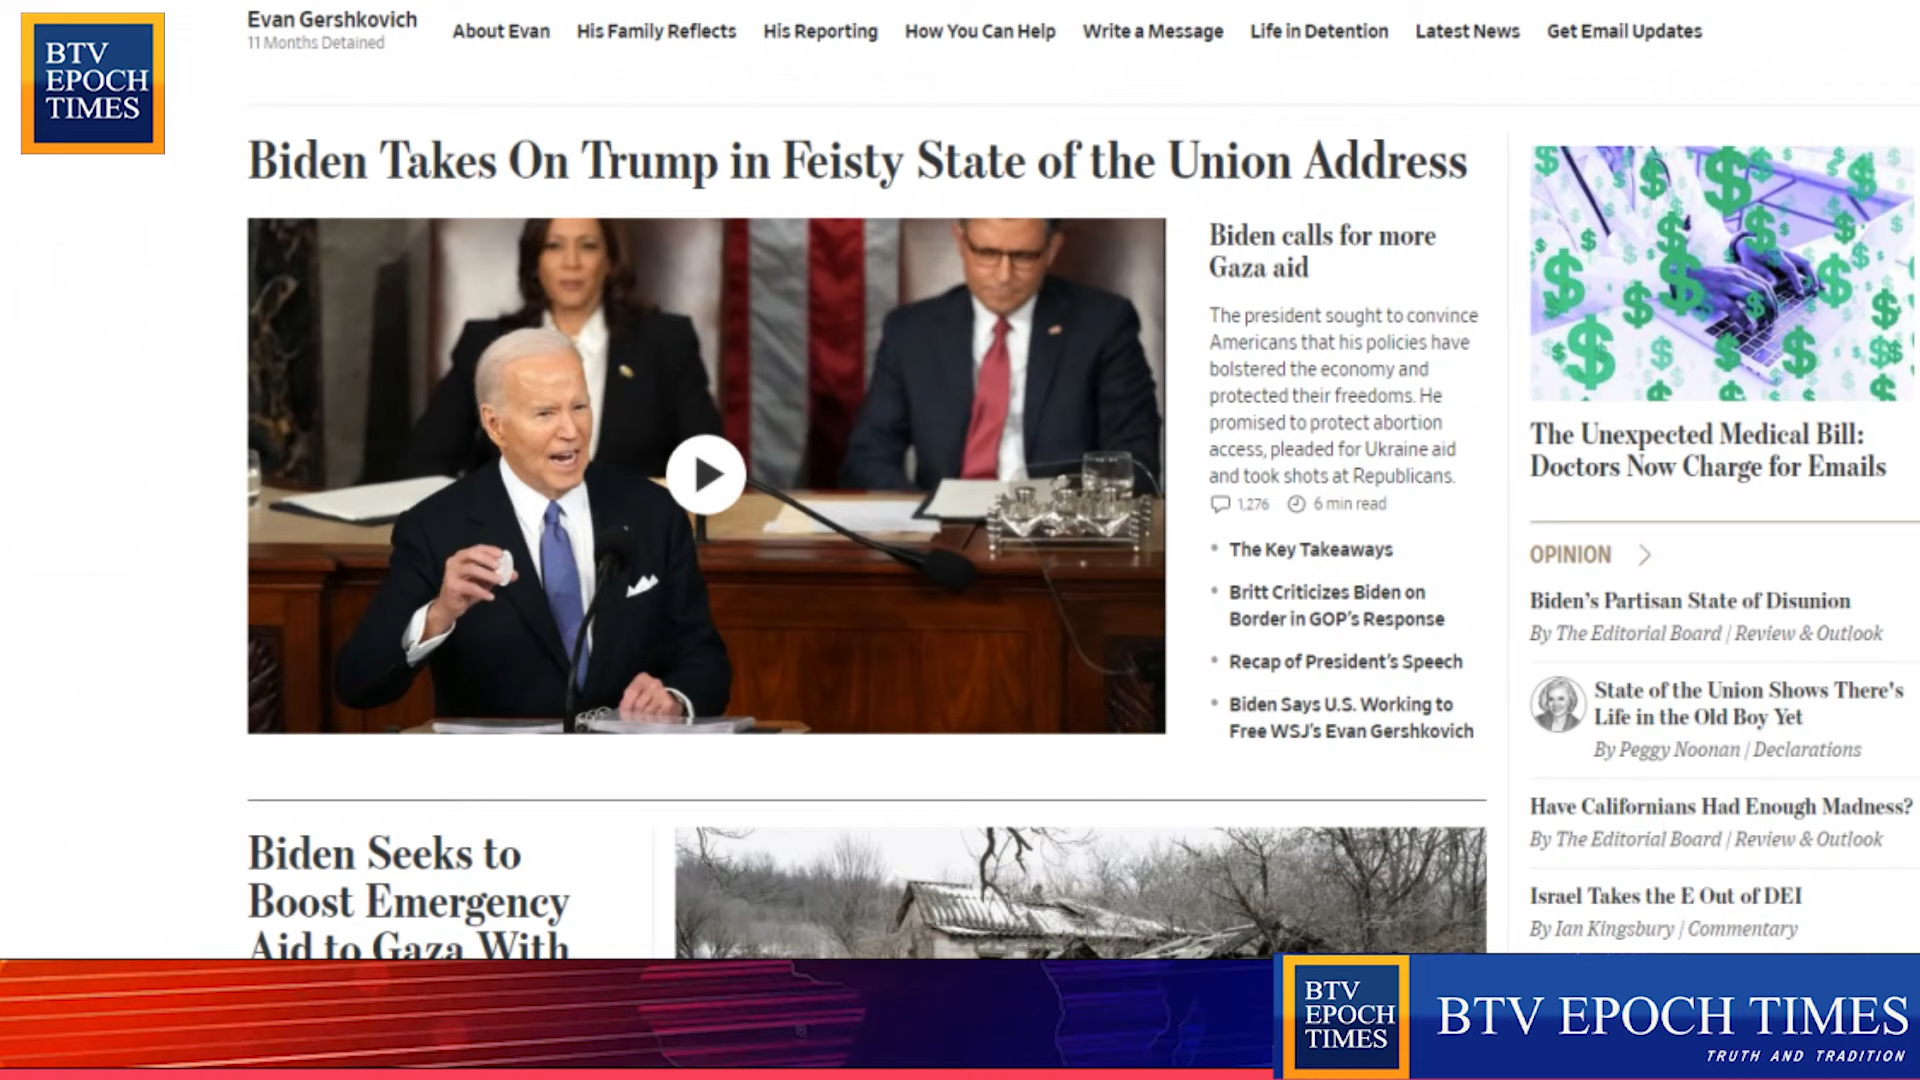 BTV
EPOCH
TIMES
Evan Gershkovich
11 Months Detained
About Evan
His Family Reflects
His Reporting
How You Can Help
Write a Message
Life in Detention
Latest News
Get Email Updates
Biden Takes On Trump in Feisty State of the Union Address
Biden calls for more
Gaza aid
The president sought to convince
Americans that his policies have
bolstered the economy and
protected their freedoms. He
promised to protect abortion
access, pleaded for Ukraine aid
and took shots at Republicans.
1,276
6 min read
• The Key Takeaways
• Britt Criticizes Biden on
Border in GOP's Response
• Recap of President's Speech
• Biden Says U.S. Working to
Free WSJ's Evan Gershkovich
The Unexpected Medical Bill:
Doctors Now Charge for Emails
OPINION
Biden's Partisan State of Disunion
By The Editorial Board | Review & Outlook
State of the Union Shows There's
Life in the Old Boy Yet
By Peggy Noonan | Declarations
Have Californians Had Enough Madness?
By The Editorial Board | Review & Outlook
Israel Takes the E Out of DEI
By Ian Kingsbury | Commentary
Biden Seeks to
Boost Emergency
Aid to Gaza With
BTV
EPOCH
TIMES
BTV EPOCH TIMES
TRUTH AND TRADITION